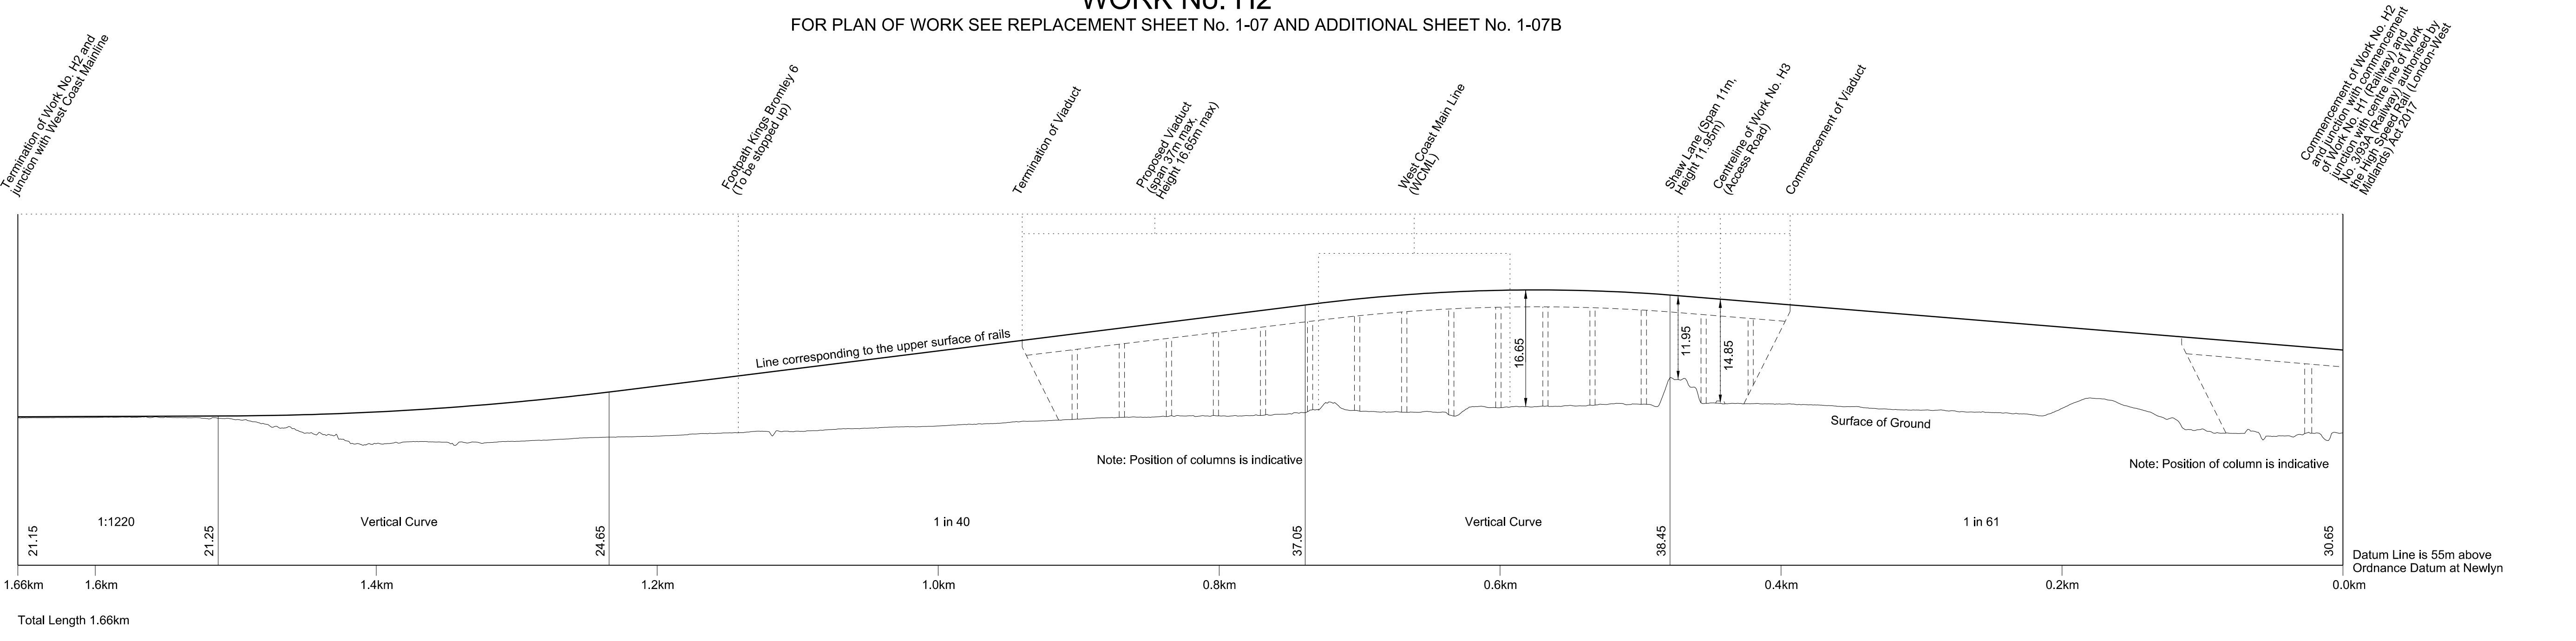 WORK No. H2
FOR PLAN OF WORK SEE REPLACEMENT SHEET No. 1-07 AND ADDITIONAL SHEET No. 1-07B
Termination of Work No. H2 and
junction with West Coast Mainline
Footpath Kings Bromley 6
(To be stopped up)
Termination of Viaduct
Proposed Viaduct
(span 37m max,
Height 16.65m max)
West Coast Main Line
(WCML)
Shaw Lane (Span 11m,
Height 11.95m)
Centreline of Work No. H3
(Access Road)
Commencement of Viaduct
Commencement of Work No. H2
and junction with commencement
of Work No. H1 (Railway) and
junction with centre line of Work
No. 3/93A (Railway) authorised by
the High Speed Rail (London-West
Midlands) Act 2017
Line corresponding to the upper surface of rails
16.65
11.95
14.85
Surface of Ground
Note: Position of columns is indicative
Note: Position of column is indicative
21.15
1:1220
21.25
Vertical Curve
24.65
1 in 40
37.05
Vertical Curve
38.45
1 in 61
30.65
Datum Line is 55m above
Ordnance Datum at Newlyn
1.66km
1.6km
1.4km
1.2km
1.0km
0.8km
0.6km
0.4km
0.2km
0.0km
Total Length 1.66km